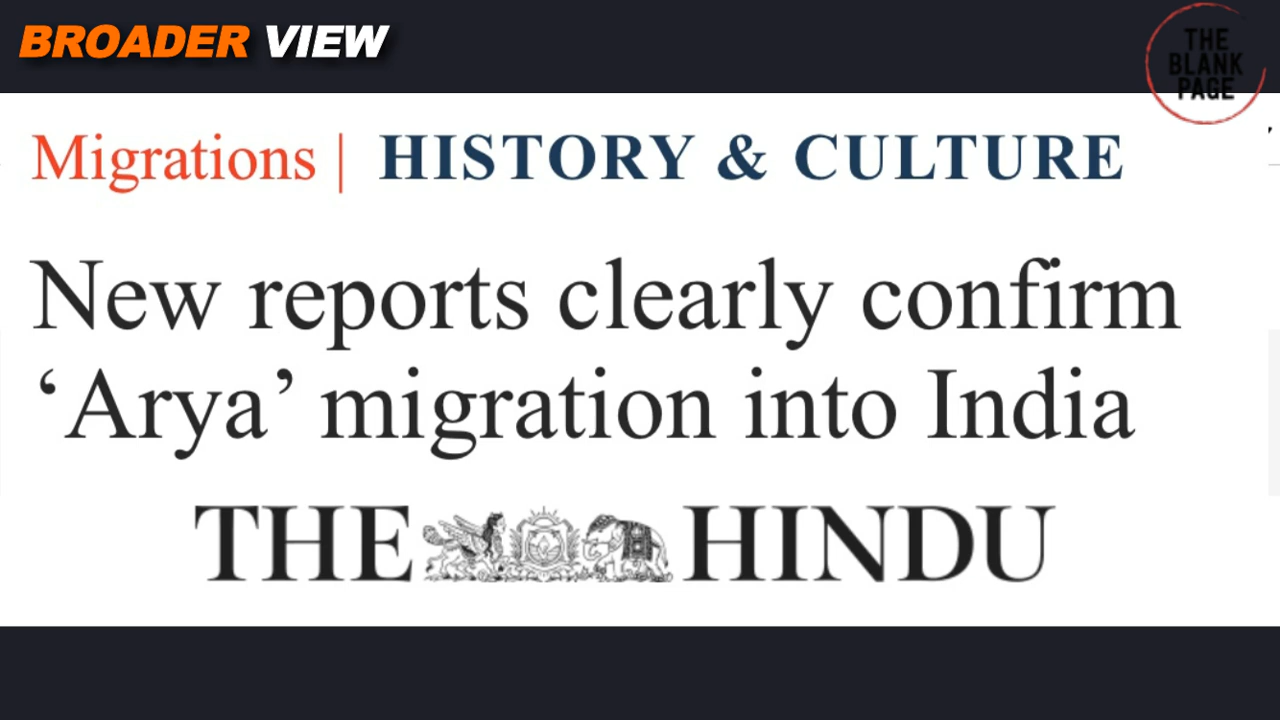 BROADER VIEW
THE
BLANK
PAGE
Migrations | HISTORY & CULTURE
New reports clearly confirm
‘Arya’ migration into India
THE HINDU